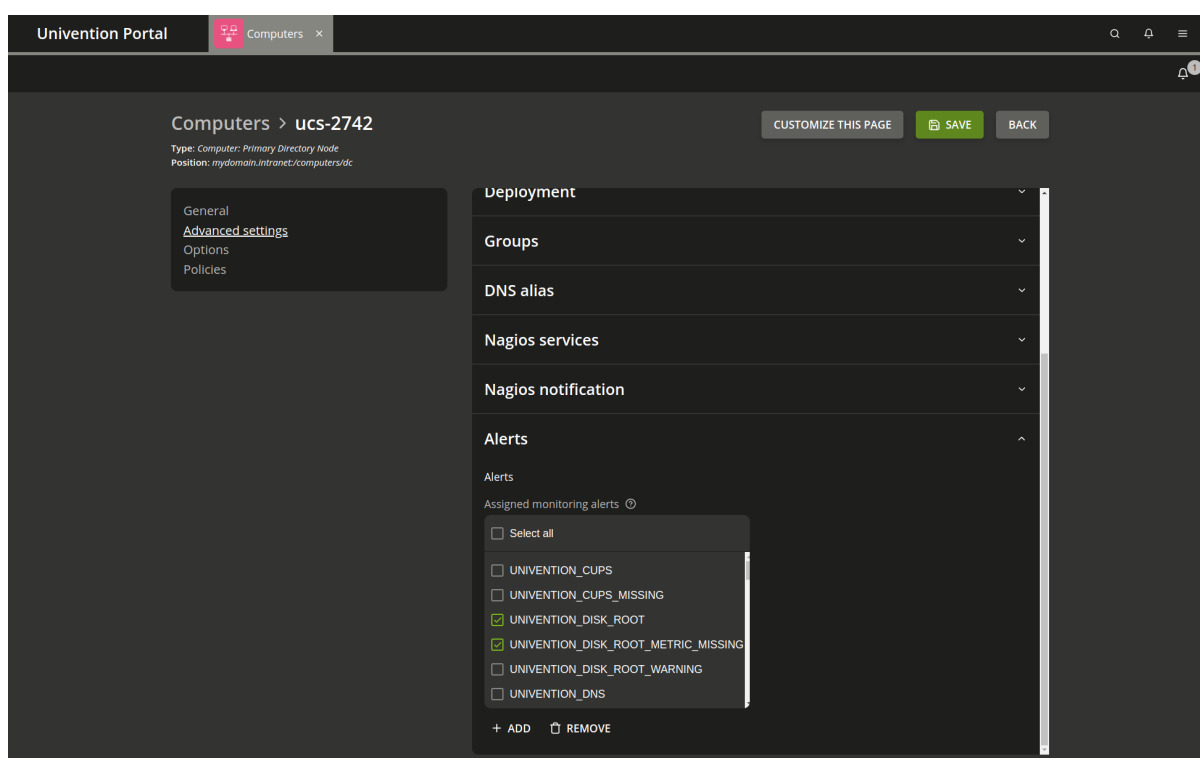 Univention Portal
Computers ×
1
Computers > ucs-2742
CUSTOMIZE THIS PAGE
SAVE
BACK
Type: Computer: Primary Directory Node
Position: mydomain.intranet:/computers/dc
General
Advanced settings
Options
Policies
Deployment
Groups
DNS alias
Nagios services
Nagios notification
Alerts
Alerts
Assigned monitoring alerts ?
Select all
UNIVENTION_CUPS
UNIVENTION_CUPS_MISSING
UNIVENTION_DISK_ROOT
UNIVENTION_DISK_ROOT_METRIC_MISSING
UNIVENTION_DISK_ROOT_WARNING
UNIVENTION_DNS
+ ADD
REMOVE